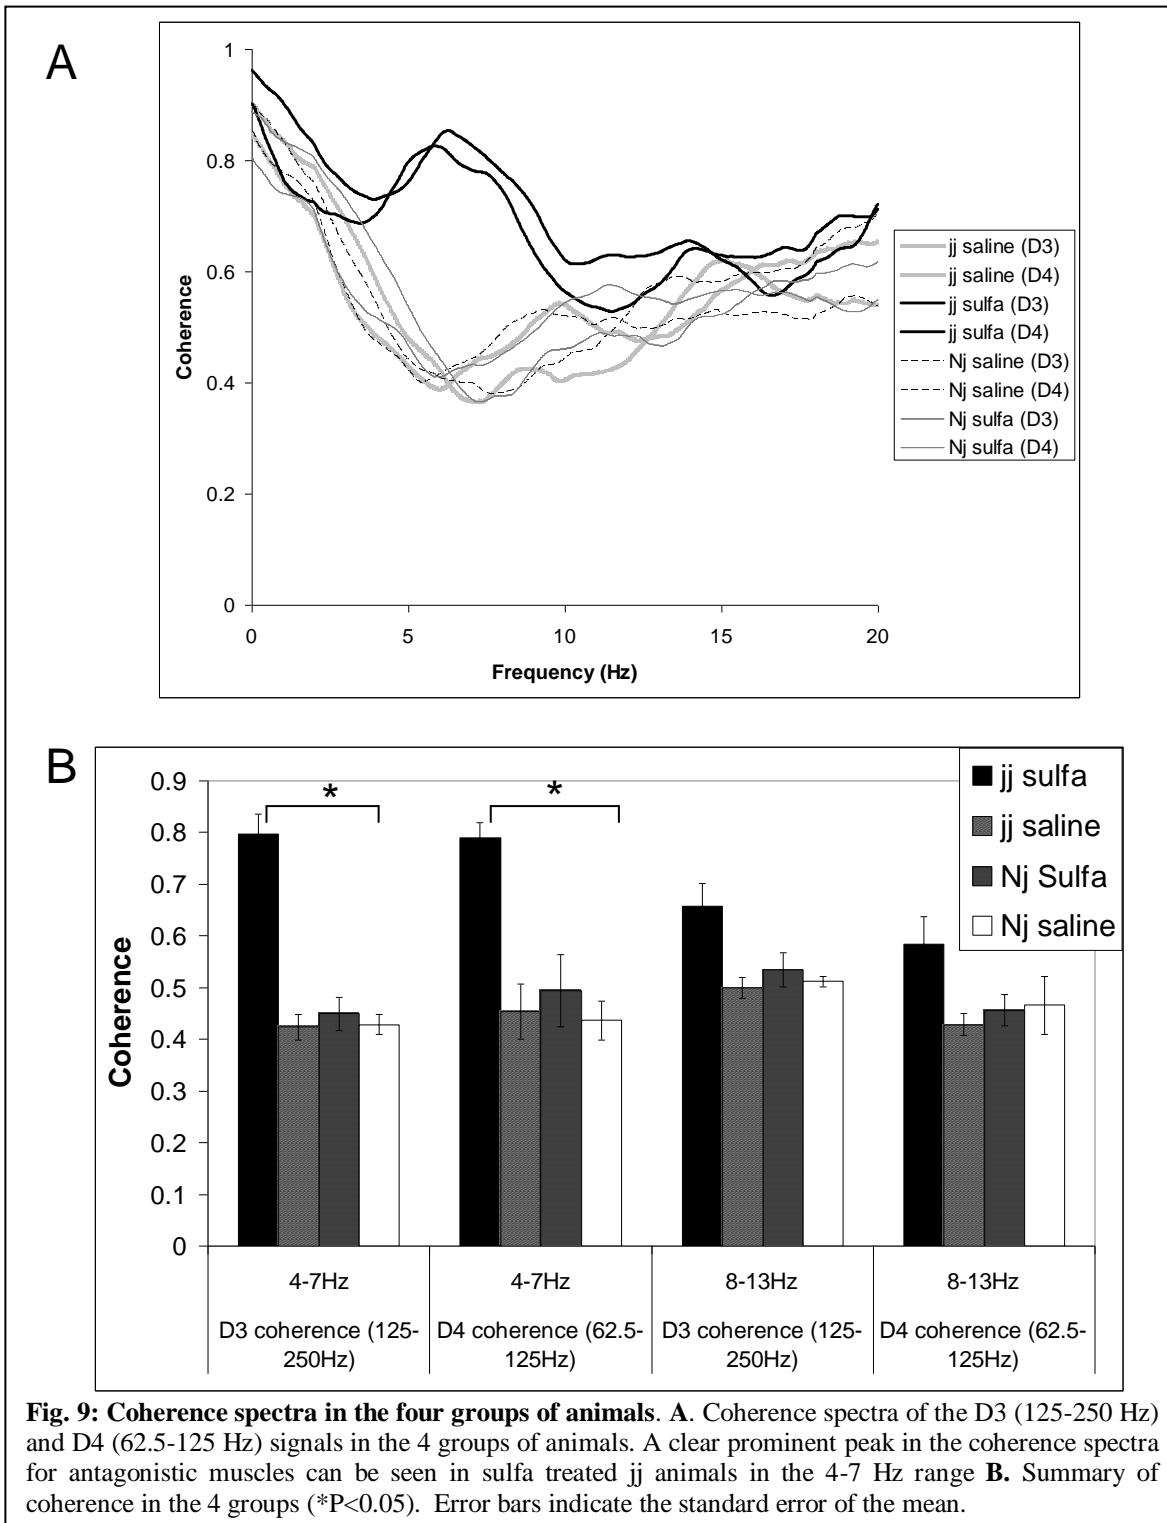 A
1
0.8
0.6
0.4
0.2
0
Coherence
0
5
10
15
20
Frequency (Hz)
jj saline (D3)
jj saline (D4)
jj sulfa (D3)
jj sulfa (D4)
Nj saline (D3)
Nj saline (D4)
Nj sulfa (D3)
Nj sulfa (D4)
B
0.9
0.8
0.7
0.6
0.5
0.4
0.3
0.2
0.1
0
Coherence
*
*
jj sulfa
jj saline
Nj Sulfa
Nj saline
4-7Hz
4-7Hz
8-13Hz
8-13Hz
D3 coherence (125-
250Hz)
D4 coherence (62.5-
125Hz)
D3 coherence (125-
250Hz)
D4 coherence (62.5-
125Hz)
Fig. 9: Coherence spectra in the four groups of animals. A. Coherence spectra of the D3 (125-250 Hz)
and D4 (62.5-125 Hz) signals in the 4 groups of animals. A clear prominent peak in the coherence spectra
for antagonistic muscles can be seen in sulfa treated jj animals in the 4-7 Hz range B. Summary of
coherence in the 4 groups (*P<0.05). Error bars indicate the standard error of the mean.